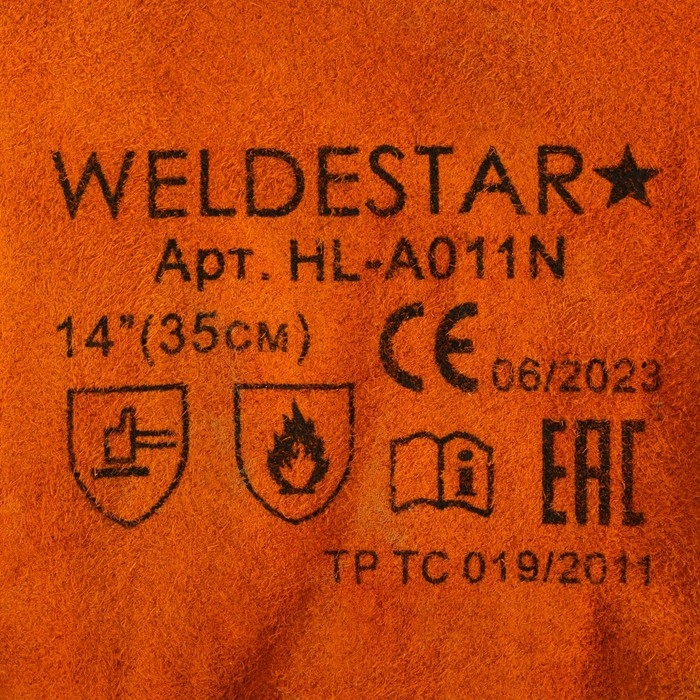 WELDESTAR★
Арт. HL-A011N
14”(35см)
CE 06/2023
i EAC
ТР ТС 019/2011